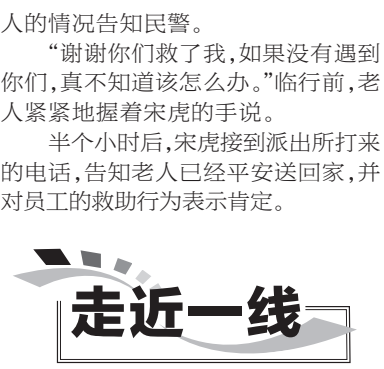 人的情况告知民警。
“谢谢你们救了我,如果没有遇到
你们,真不知道该怎么办。”临行前,老
人紧紧地握着宋虎的手说。
半个小时后,宋虎接到派出所打来
的电话,告知老人已经平安送回家,并
对员工的救助行为表示肯定。
走近一线